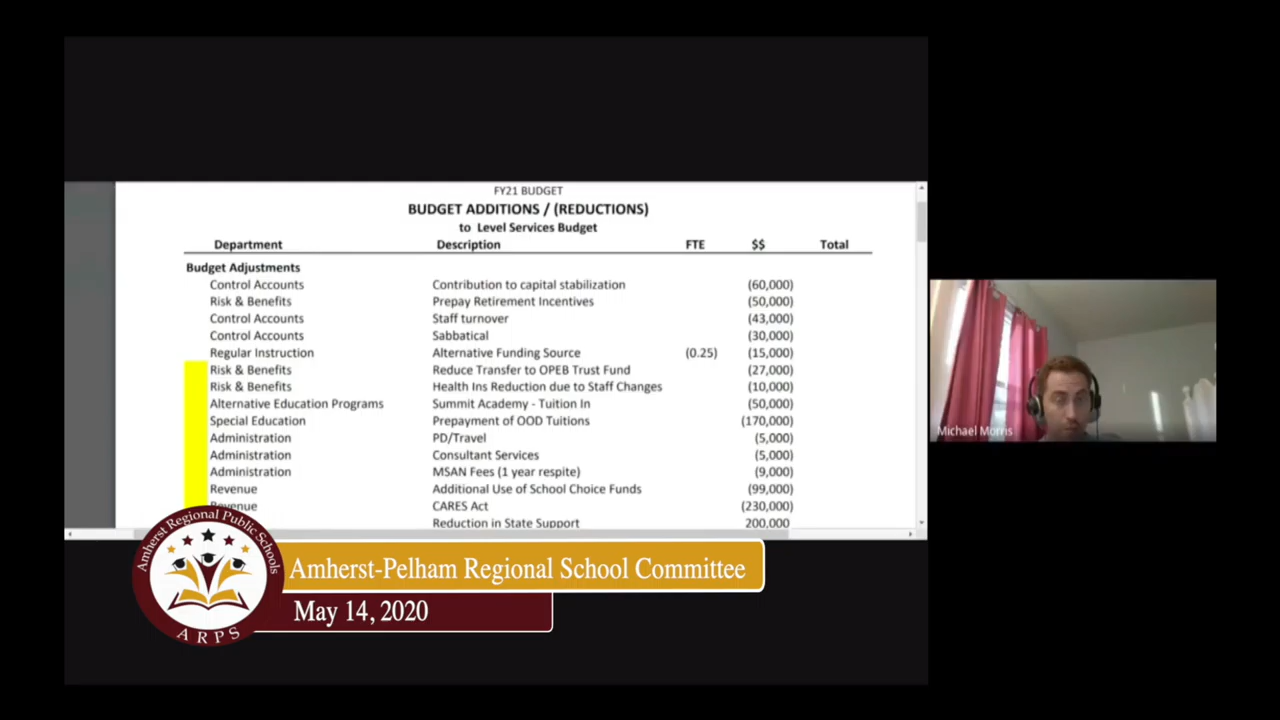 FY21 BUDGET
BUDGET ADDITIONS / (REDUCTIONS)
to Level Services Budget
Department Description FTE $$ Total
Budget Adjustments
Control Accounts Contribution to capital stabilization (60,000)
Risk & Benefits Prepay Retirement Incentives (50,000)
Control Accounts Staff turnover (43,000)
Control Accounts Sabbatical (30,000)
Regular Instruction Alternative Funding Source (0.25) (15,000)
Risk & Benefits Reduce Transfer to OPEB Trust Fund (27,000)
Risk & Benefits Health Ins Reduction due to Staff Changes (10,000)
Alternative Education Programs Summit Academy - Tuition In (50,000)
Special Education Prepayment of OOD Tuitions (170,000)
Administration PD/Travel (5,000)
Administration Consultant Services (5,000)
Administration MSAN Fees (1 year respite) (9,000)
Revenue Additional Use of School Choice Funds (99,000)
Revenue CARES Act (230,000)
Reduction in State Support 200,000
Michael Morris
Amherst Regional Public Schools
ARPS
Amherst-Pelham Regional School Committee
May 14, 2020